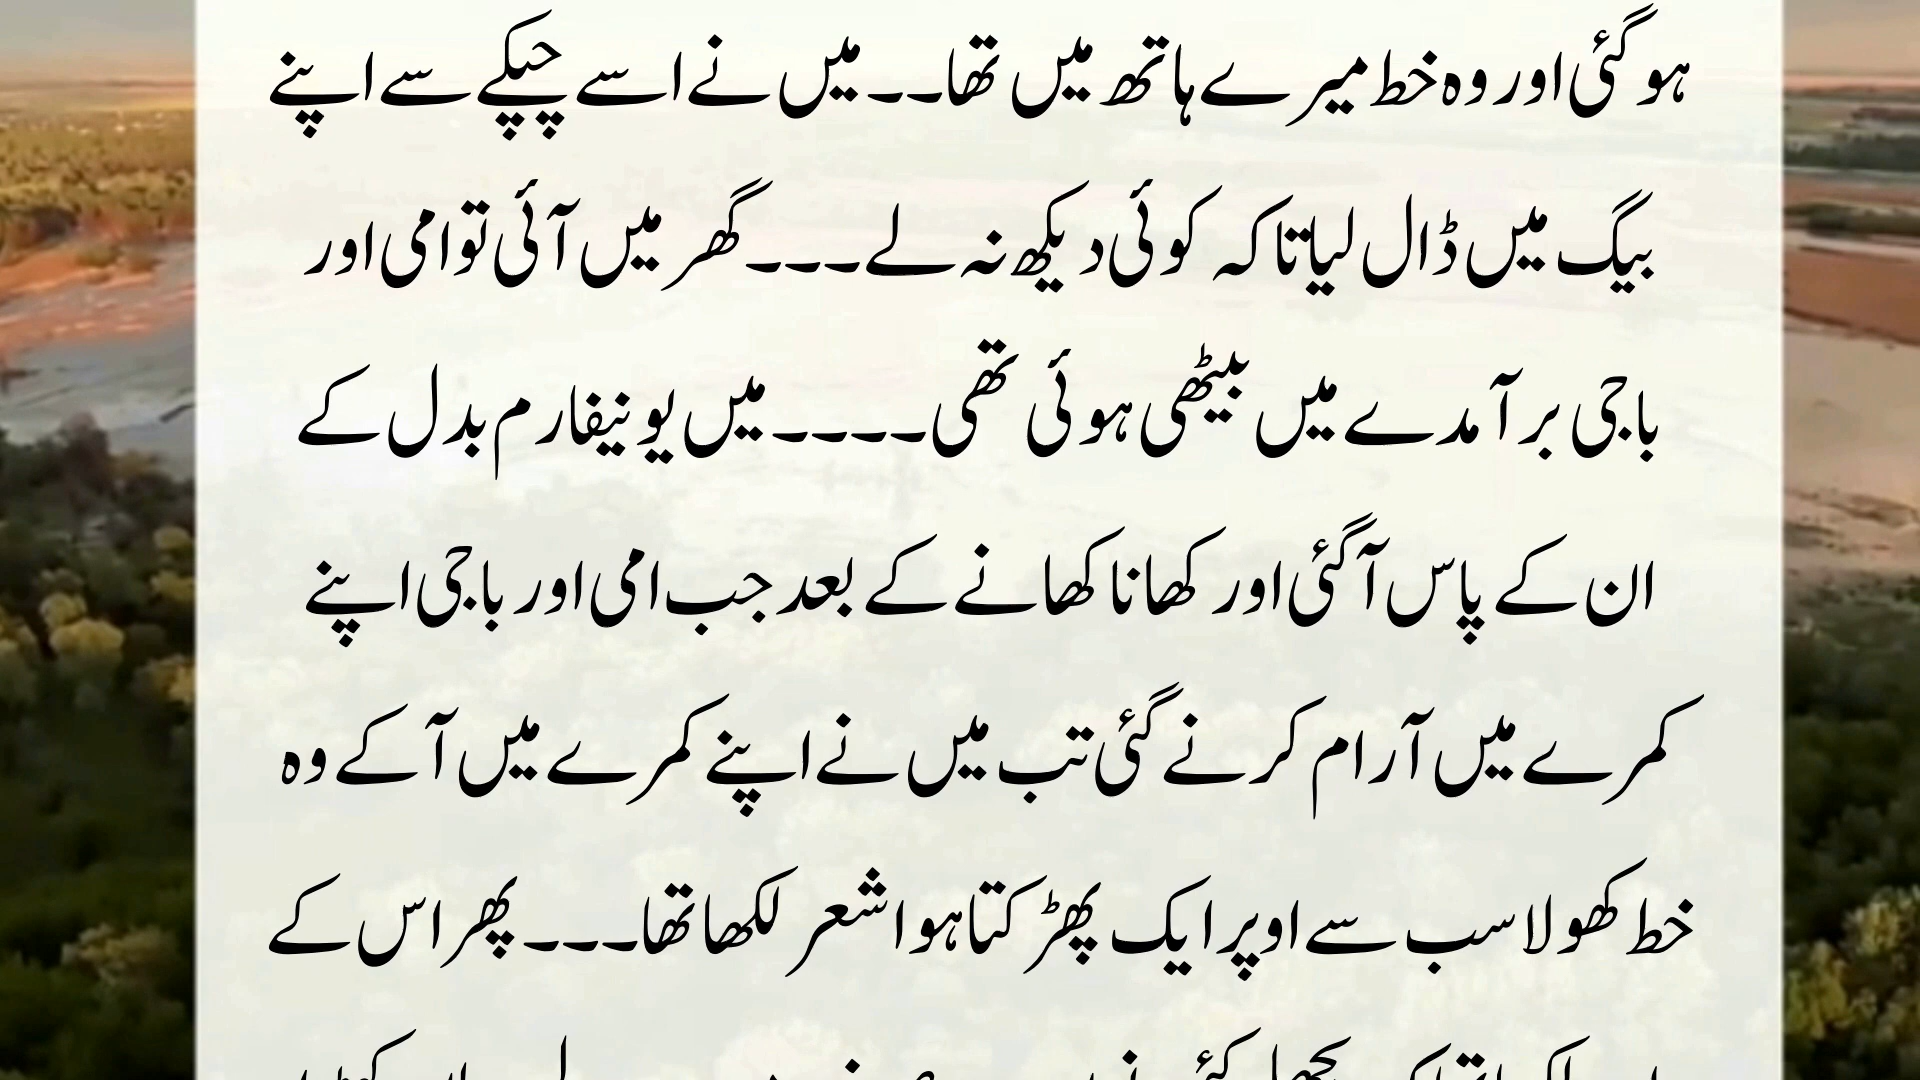 ہو گئی اور وہ خط میرے ہاتھ میں تھا۔۔ میں نے اسے چپکے سے اپنے
بیگ میں ڈال لیا تاکہ کوئی دیکھ نہ لے۔۔۔ گھر میں آئی تو امی اور
باجی برآمدے میں بیٹھی ہوئی تھی۔۔۔۔ میں یونیفارم بدل کے
ان کے پاس آ گئی اور کھانا کھانے کے بعد جب امی اور باجی اپنے
کمرے میں آرام کرنے گئی تب میں نے اپنے کمرے میں آ کے وہ
خط کھولا سب سے اوپر ایک پھڑکتا ہوا شعر لکھا تھا۔۔۔ پھر اس کے